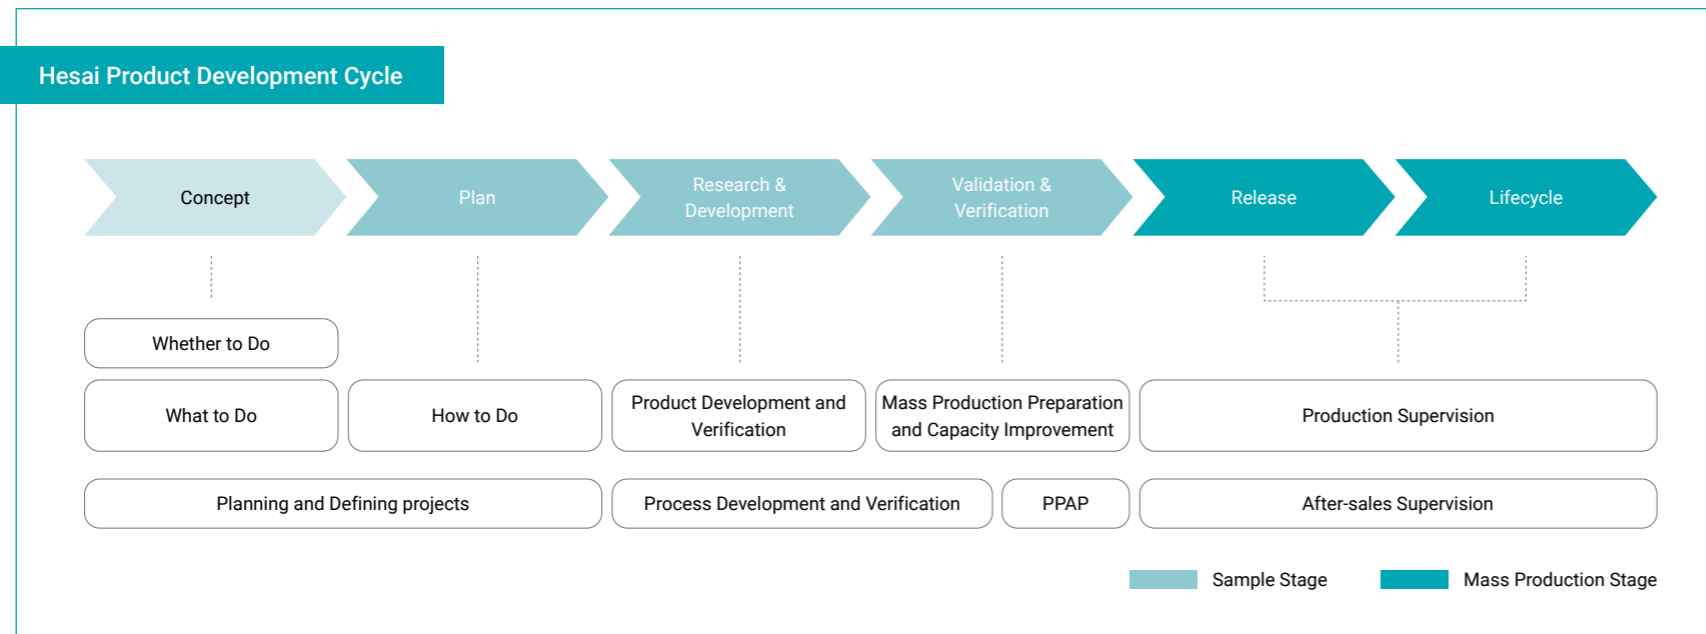 Hesai Product Development Cycle
Concept
Plan
Research &
Development
Validation &
Verification
Release
Lifecycle
Whether to Do
What to Do
How to Do
Product Development and
Verification
Mass Production Preparation
and Capacity Improvement
Production Supervision
Planning and Defining projects
Process Development and Verification
PPAP
After-sales Supervision
Sample Stage
Mass Production Stage